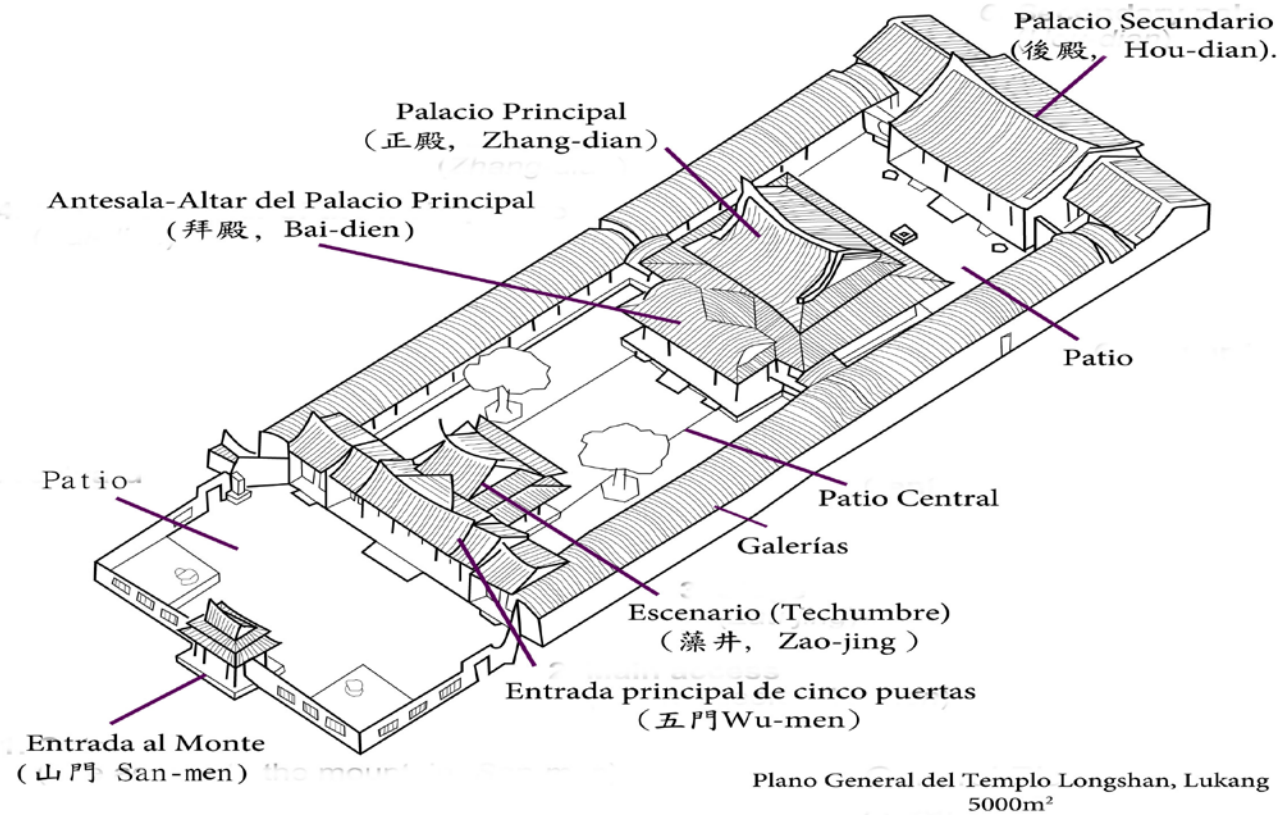 Palacio Secundario
(後殿, Hou-dian).
Palacio Principal
(正殿, Zhang-dian)
Antesala-Altar del Palacio Principal
(拜殿, Bai-dien)
Patio
Patio
Patio Central
Galerías
Escenario (Techumbre)
(藻井, Zao-jing )
Entrada principal de cinco puertas
(五門Wu-men)
Entrada al Monte
(山門 San-men)
Plano General del Templo Longshan, Lukang
5000m²